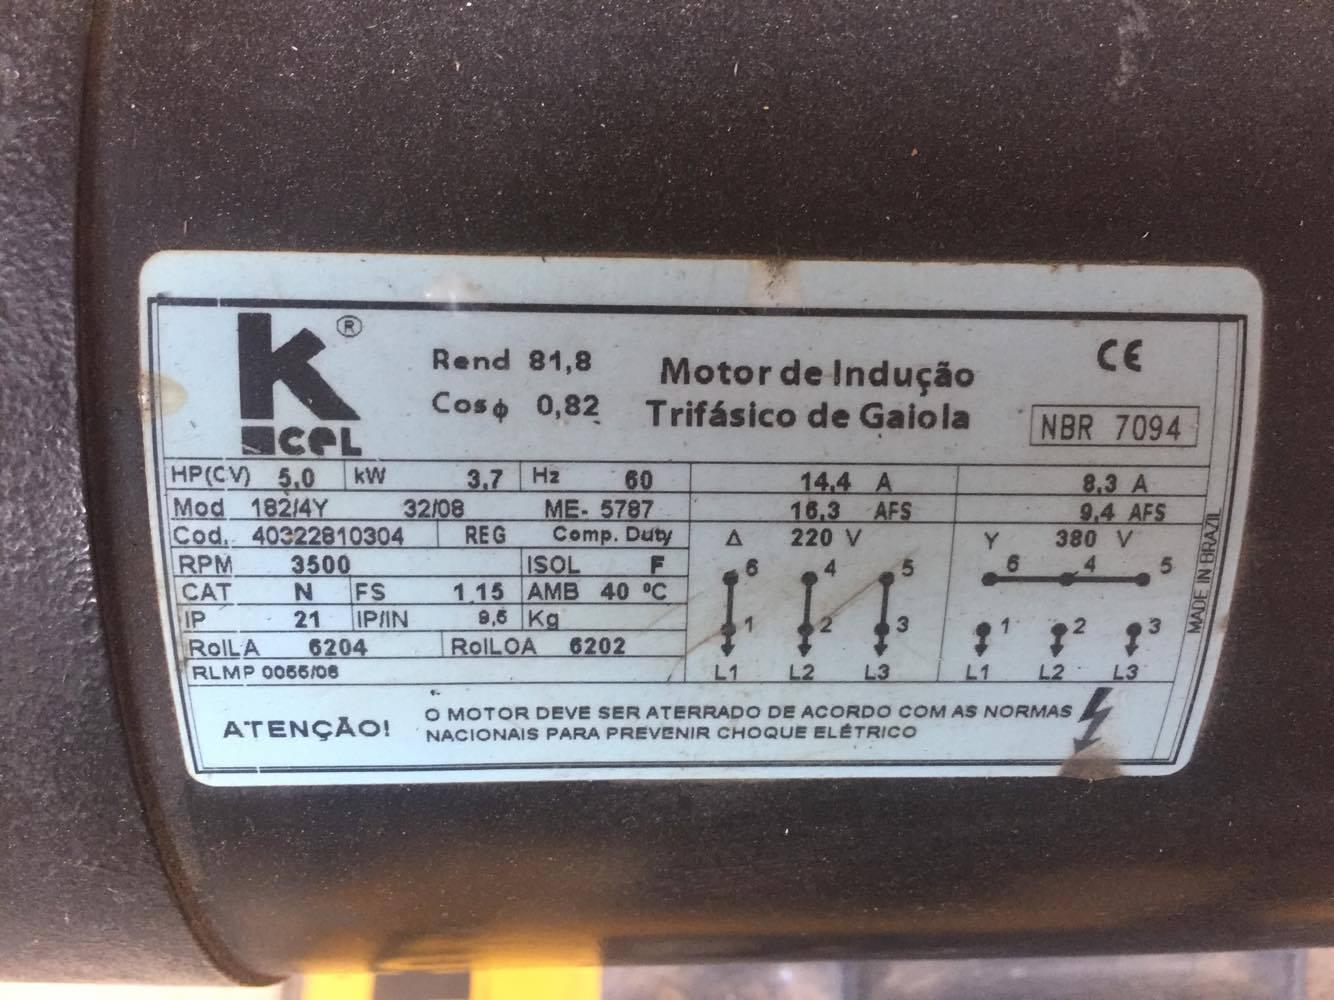 K®
cel
Rend 81,8
Cosϕ 0,82
Motor de Indução
Trifásico de Gaiola
CE
NBR 7094
HP(CV) 5,0 kW 3,7 Hz 60 14,4 A 8,3 A
Mod 182/4Y 32/08 ME- 5787 16,3 AFS 9,4 AFS
Cod. 40322810304 REG Comp. Duty Δ 220 V Y 380 V
RPM 3500 ISOL F
CAT N FS 1,15 AMB 40 ºC
IP 21 IP/IN Kg
RolLA 6204 RolLOA 6202
RLMP
6 4 5 6 4 5
1 2 3 1 2 3
L1 L2 L3 L1 L2 L3
MADE IN BRAZIL
ATENÇÃO!
O MOTOR DEVE SER ATERRADO DE ACORDO COM AS NORMAS
NACIONAIS PARA PREVENIR CHOQUE ELÉTRICO